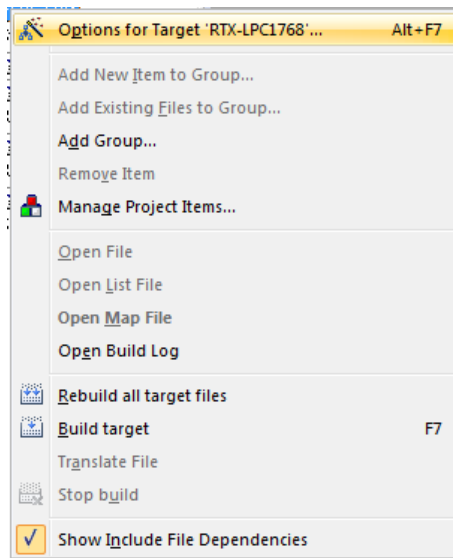 Options for Target 'RTX-LPC1768'... Alt+F7
Add New Item to Group...
Add Existing Files to Group...
Add Group...
Remove Item
Manage Project Items...
Open File
Open List File
Open Map File
Open Build Log
Rebuild all target files
Build target F7
Translate File
Stop build
Show Include File Dependencies